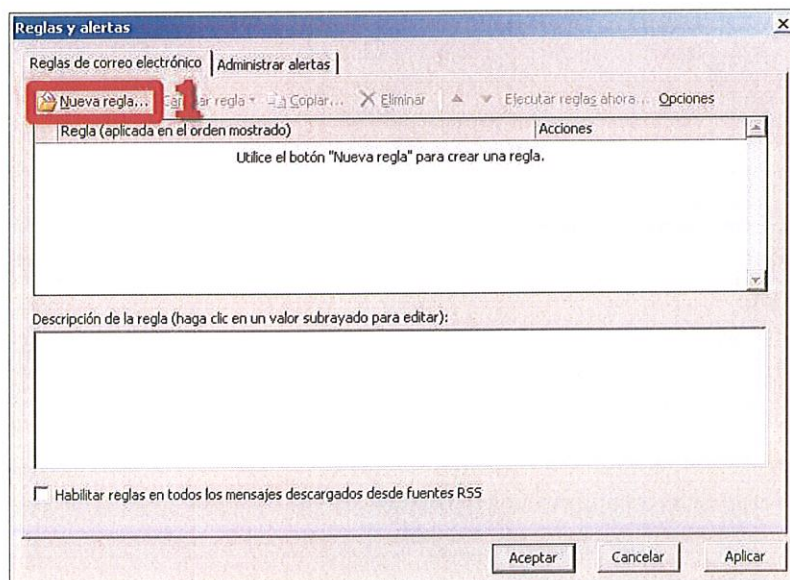 Reglas y alertas
Reglas de correo electrónico Administrar alertas
Nueva regla... 1 regla Copiar... Eliminar Ejecutar reglas ahora... Opciones
Regla (aplicada en el orden mostrado) Acciones
Utilice el botón "Nueva regla" para crear una regla.
Descripción de la regla (haga clic en un valor subrayado para editar):
Habilitar reglas en todos los mensajes descargados desde fuentes RSS
Aceptar Cancelar Aplicar